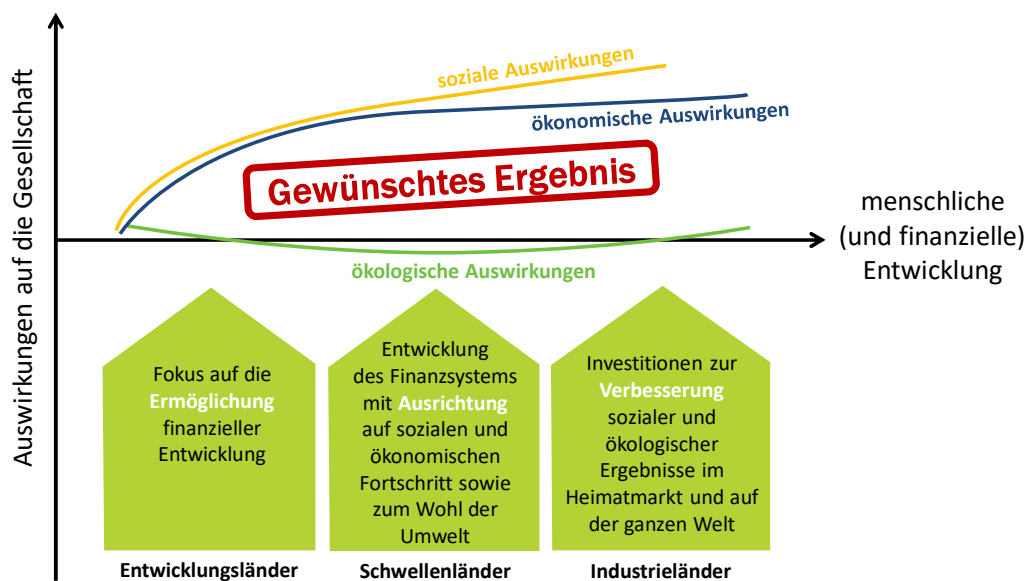 Auswirkungen auf die Gesellschaft
soziale Auswirkungen
ökonomische Auswirkungen
Gewünschtes Ergebnis
menschliche
(und finanzielle)
Entwicklung
ökologische Auswirkungen
Fokus auf die
Ermöglichung
finanzieller
Entwicklung
Entwicklung
des Finanzsystems
mit Ausrichtung
auf sozialen und
ökonomischen
Fortschritt sowie
zum Wohl der
Umwelt
Investitionen zur
Verbesserung
sozialer und
ökologischer
Ergebnisse im
Heimatmarkt und auf
der ganzen Welt
Entwicklungsländer
Schwellenländer
Industrieländer